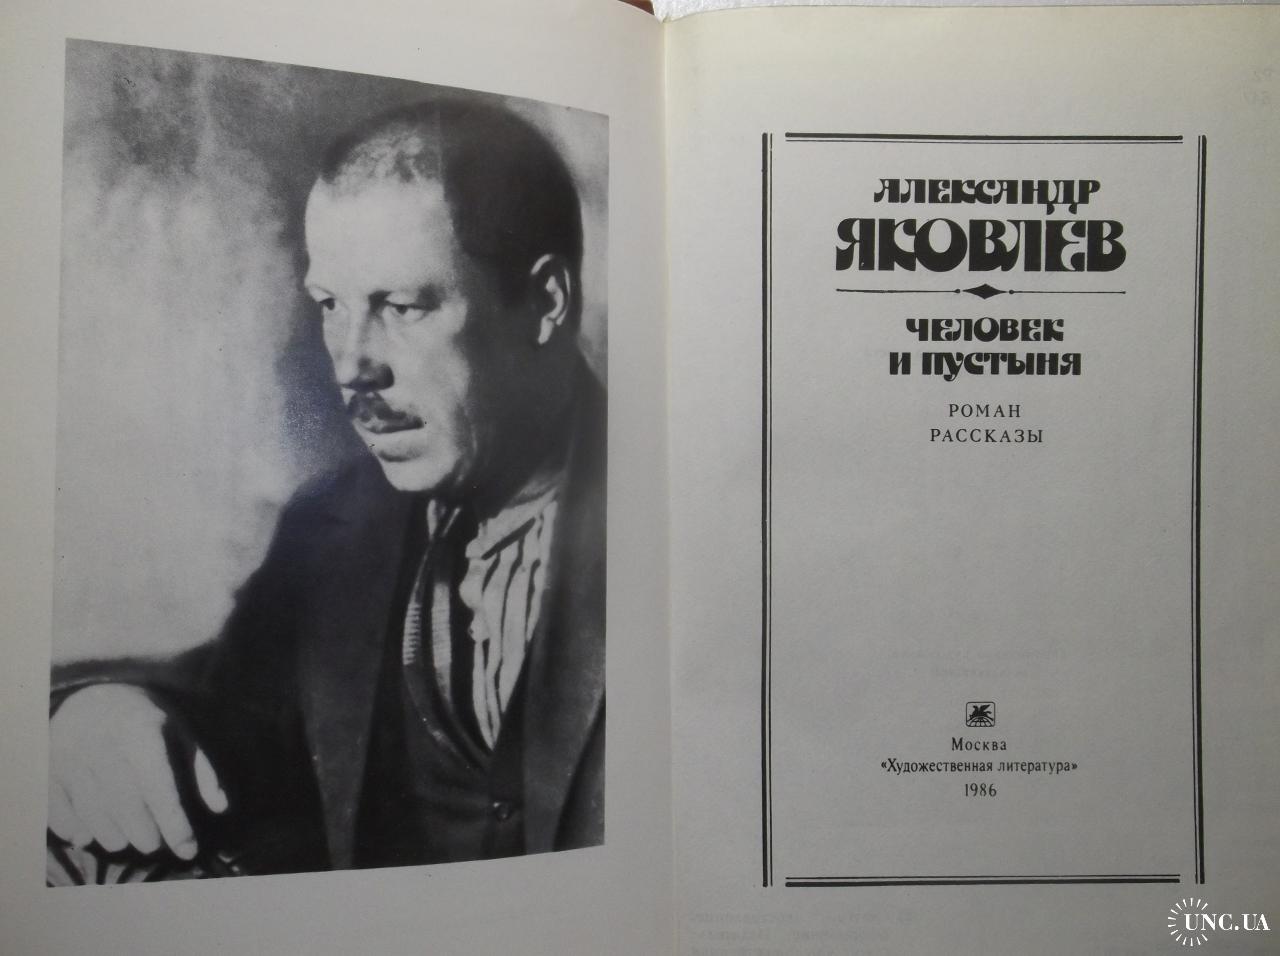 АЛЕКСАНДР
ЯКОВЛЕВ
ЧЕЛОВЕК
И ПУСТЫНЯ
РОМАН
РАССКАЗЫ
Москва
«Художественная литература»
1986
UNC.UA